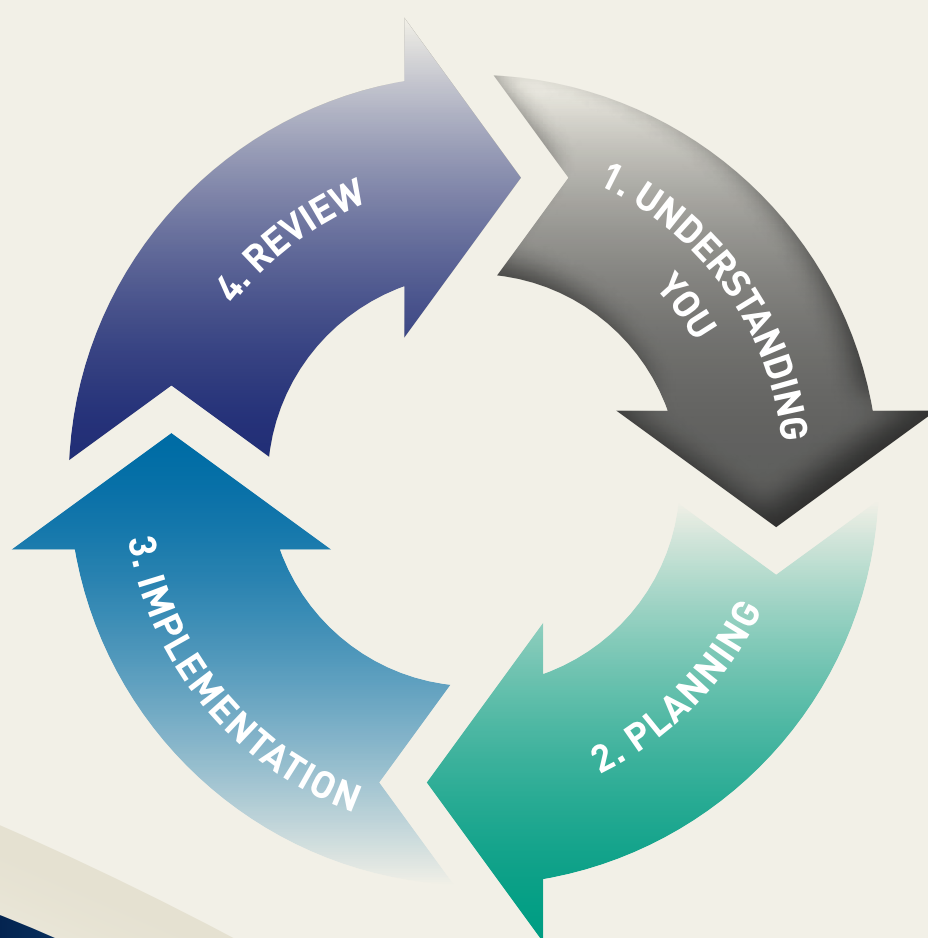 1. UNDERSTANDING
YOU
2. PLANNING
3. IMPLEMENTATION
4. REVIEW